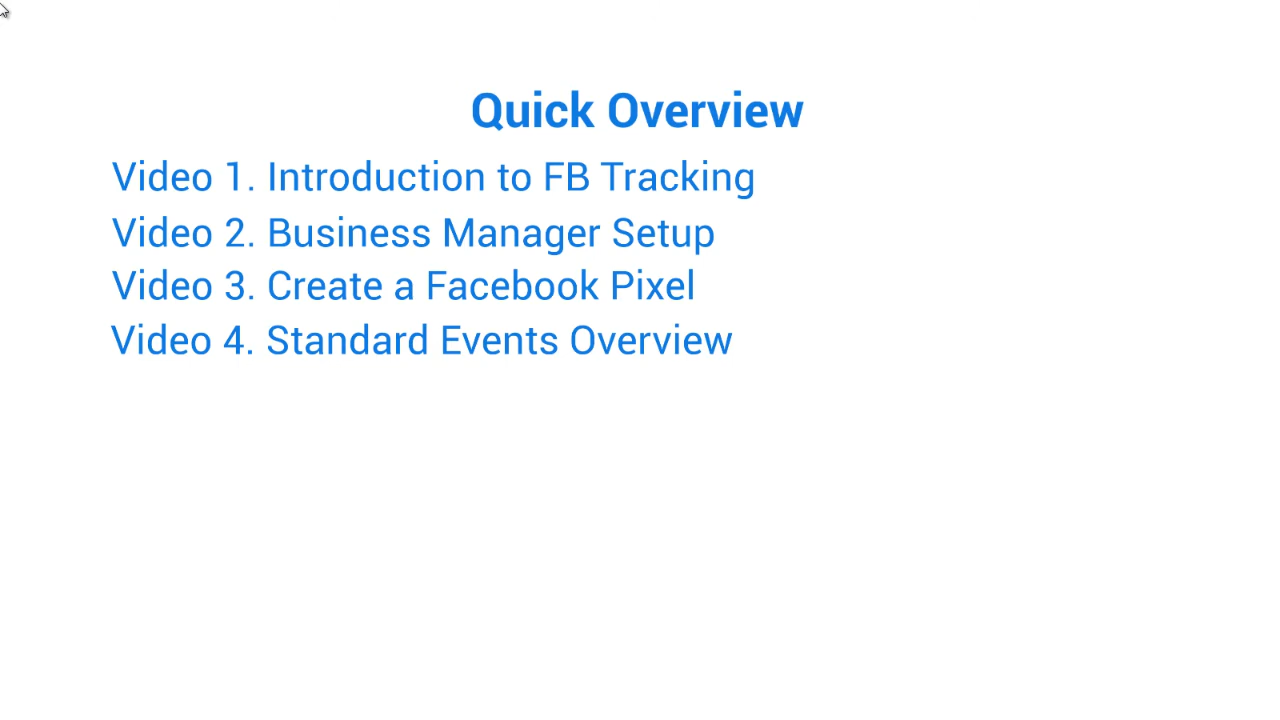 Quick Overview
Video 1. Introduction to FB Tracking
Video 2. Business Manager Setup
Video 3. Create a Facebook Pixel
Video 4. Standard Events Overview